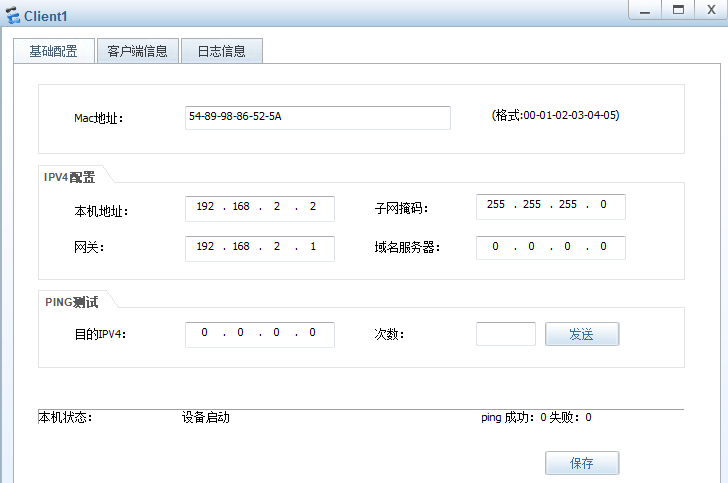 Client1
基础配置 客户端信息 日志信息
Mac地址： 54-89-98-86-52-5A (格式:00-01-02-03-04-05)
IPV4配置
本机地址： 192 . 168 . 2 . 2 子网掩码： 255 . 255 . 255 . 0
网关： 192 . 168 . 2 . 1 域名服务器： 0 . 0 . 0 . 0
PING测试
目的IPV4： 0 . 0 . 0 . 0 次数： 发送
本机状态： 设备启动 ping 成功：0 失败：0
保存